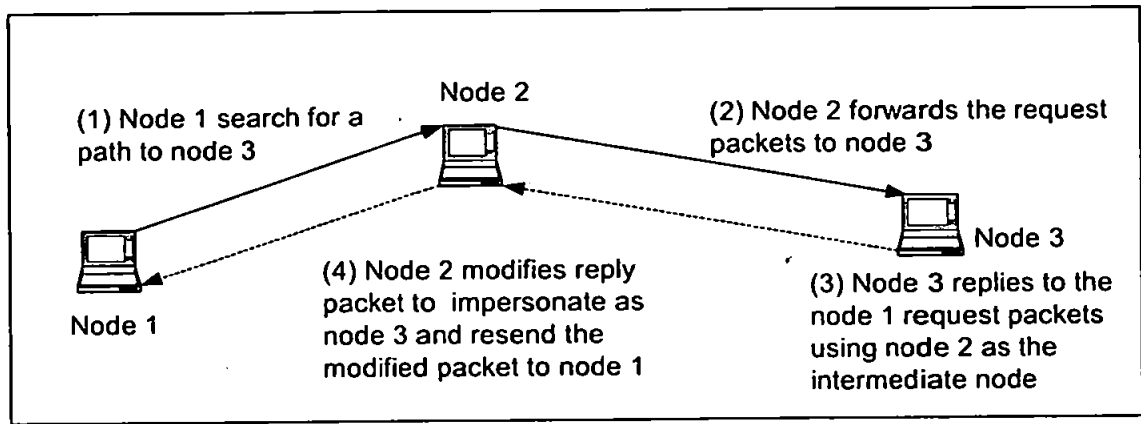 (1) Node 1 search for a
path to node 3
Node 2
(2) Node 2 forwards the request
packets to node 3
Node 1
(4) Node 2 modifies reply
packet to impersonate as
node 3 and resend the
modified packet to node 1
Node 3
(3) Node 3 replies to the
node 1 request packets
using node 2 as the
intermediate node